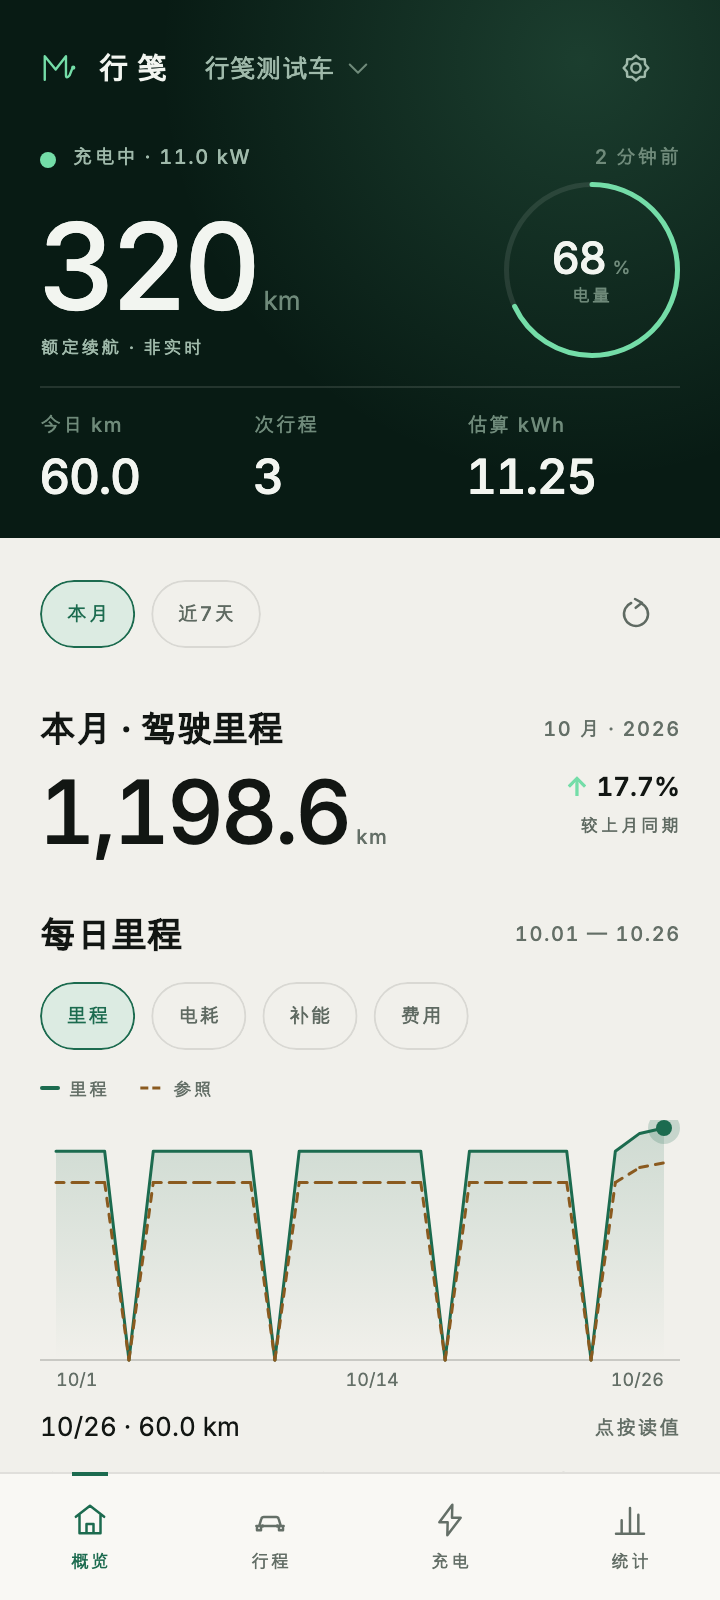 行笺 行笺测试车
充电中 · 11.0 kW 2 分钟前
320 km
68 %
电量
额定续航 · 非实时
今日 km 次行程 估算 kWh
60.0 3 11.25
本月 近7天
本月 · 驾驶里程 10 月 · 2026
1,198.6 km ↑ 17.7%
较上月同期
每日里程 10.01 — 10.26
里程 电耗 补能 费用
里程 参照
10/1 10/14 10/26
10/26 · 60.0 km 点按读值
概览 行程 充电 统计